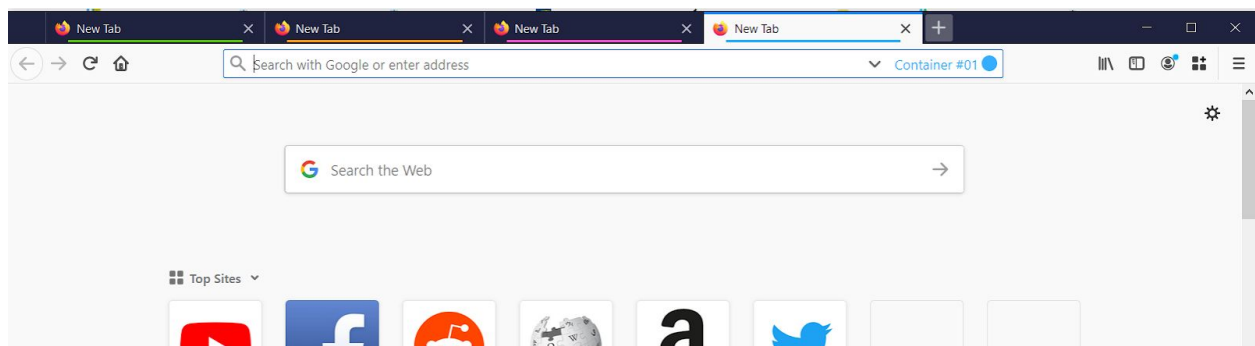 New Tab New Tab New Tab New Tab
Search with Google or enter address Container #01
Search the Web
Top Sites